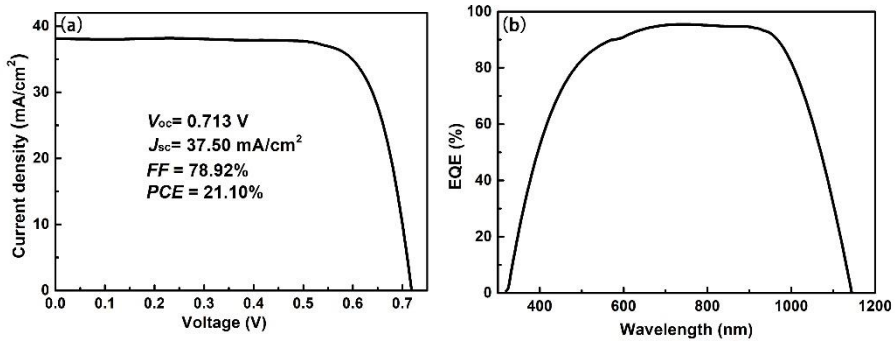 (a)
Current density (mA/cm²)
40
30
20
10
0
Voc= 0.713 V
Jsc= 37.50 mA/cm²
FF = 78.92%
PCE = 21.10%
0.0 0.1 0.2 0.3 0.4 0.5 0.6 0.7
Voltage (V)
(b)
EQE (%)
100
80
60
40
20
0
400 600 800 1000 1200
Wavelength (nm)